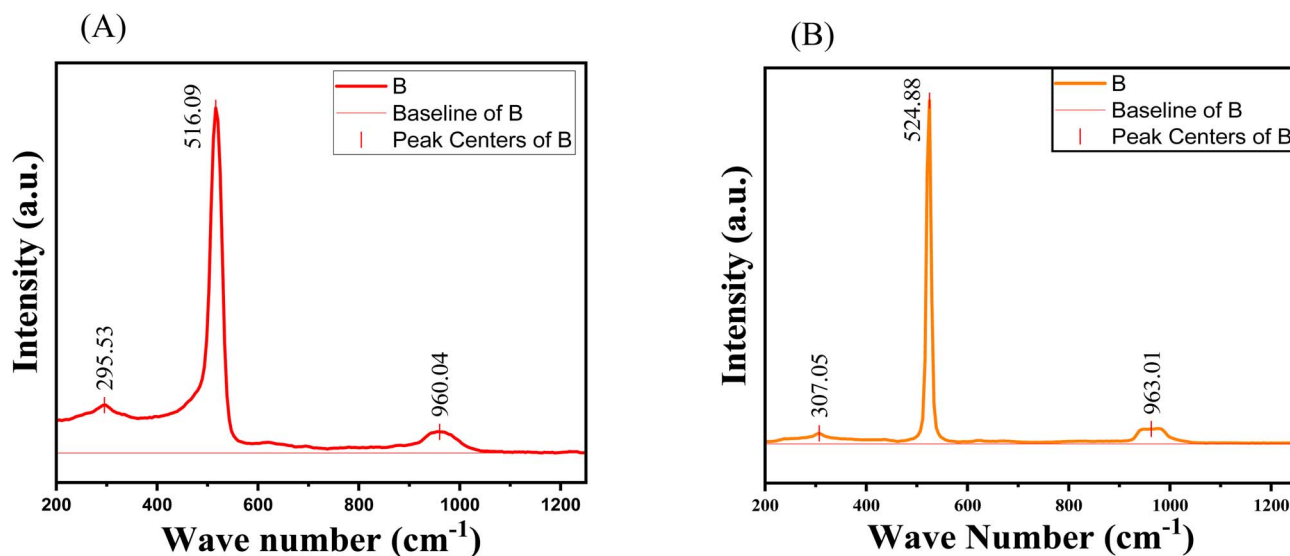 (A)
516.09
B
Baseline of B
Peak Centers of B
295.53
960.04
Intensity (a.u.)
200 400 600 800 1000 1200
Wave number (cm-1)
(B)
524.88
B
Baseline of B
Peak Centers of B
307.05
963.01
Intensity (a.u.)
200 400 600 800 1000 1200
Wave Number (cm-1)